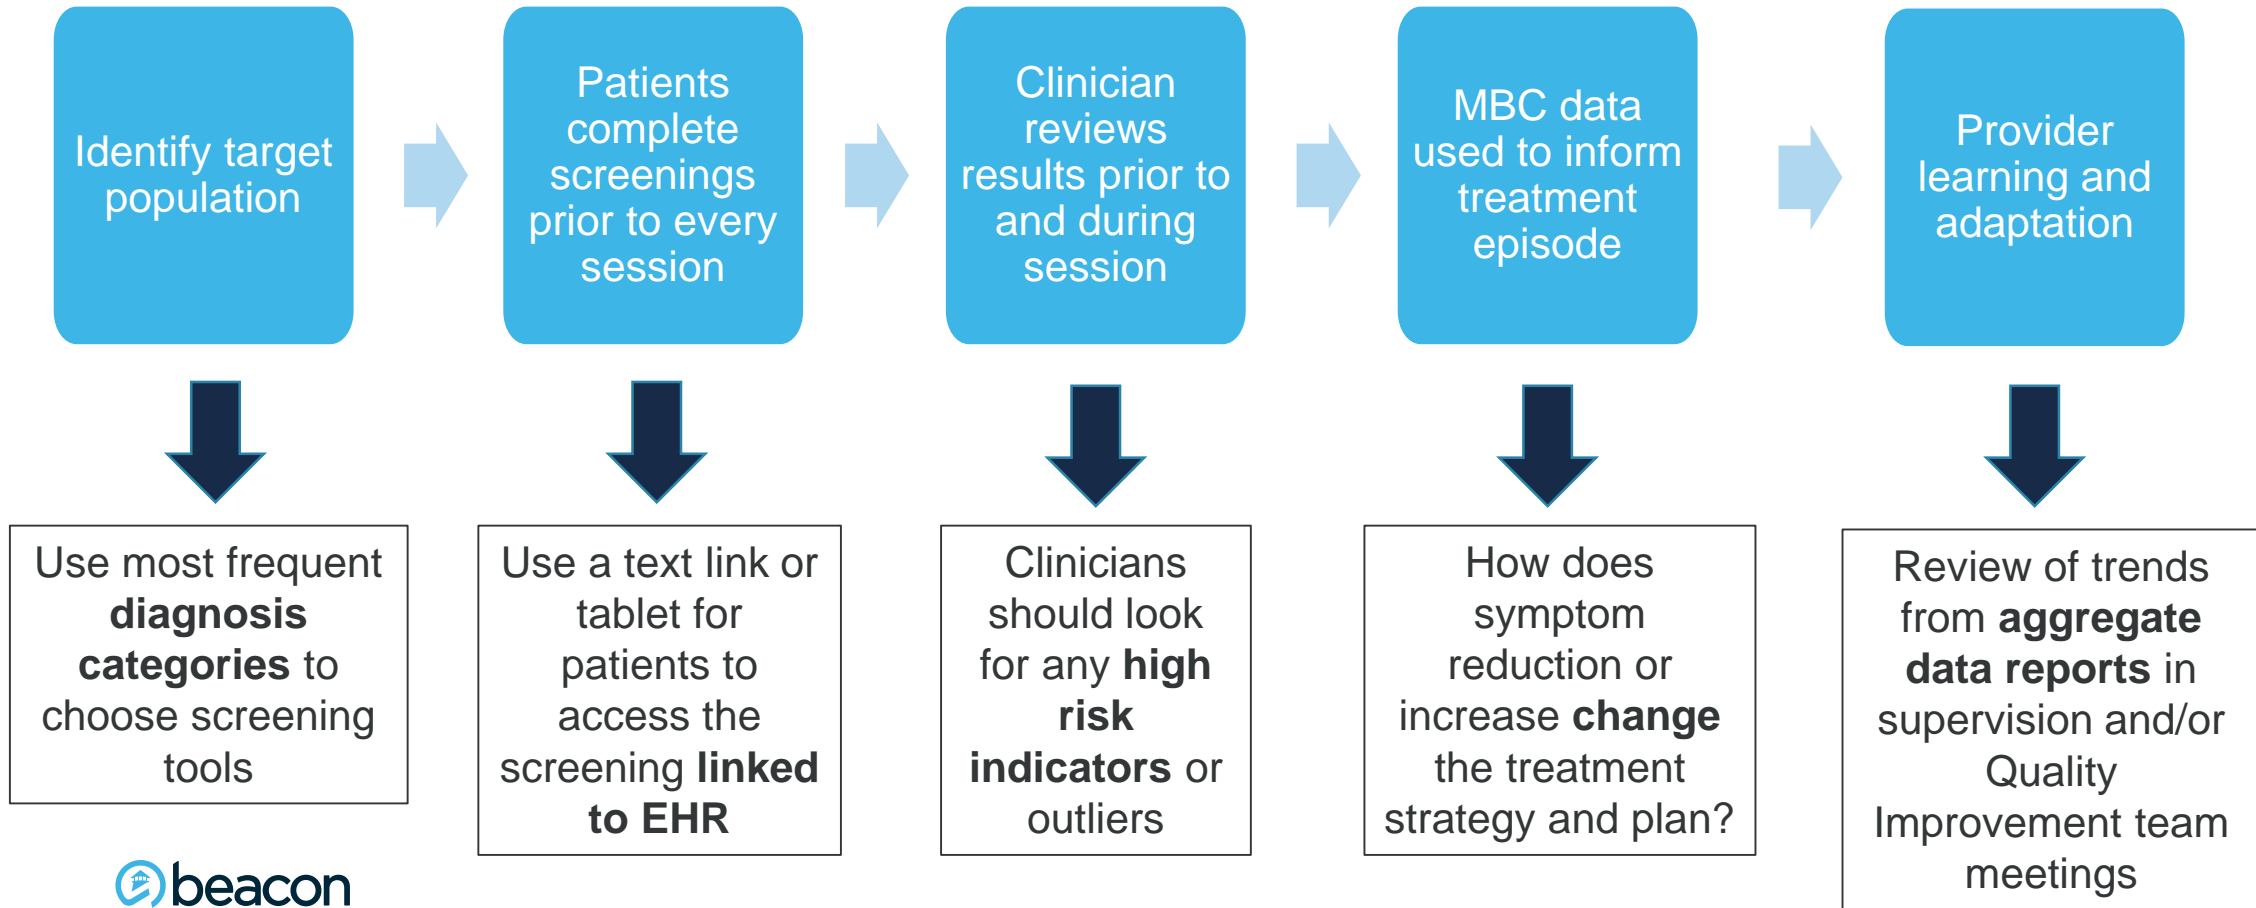 Identify target
population
Patients
complete
screenings
prior to every
session
Clinician
reviews
results prior to
and during
session
MBC data
used to inform
treatment
episode
Provider
learning and
adaptation
Use most frequent
diagnosis
categories to
choose screening
tools
Use a text link or
tablet for
patients to
access the
screening linked
to EHR
Clinicians
should look
for any high
risk
indicators or
outliers
How does
symptom
reduction or
increase change
the treatment
strategy and plan?
Review of trends
from aggregate
data reports in
supervision and/or
Quality
Improvement team
meetings
beacon